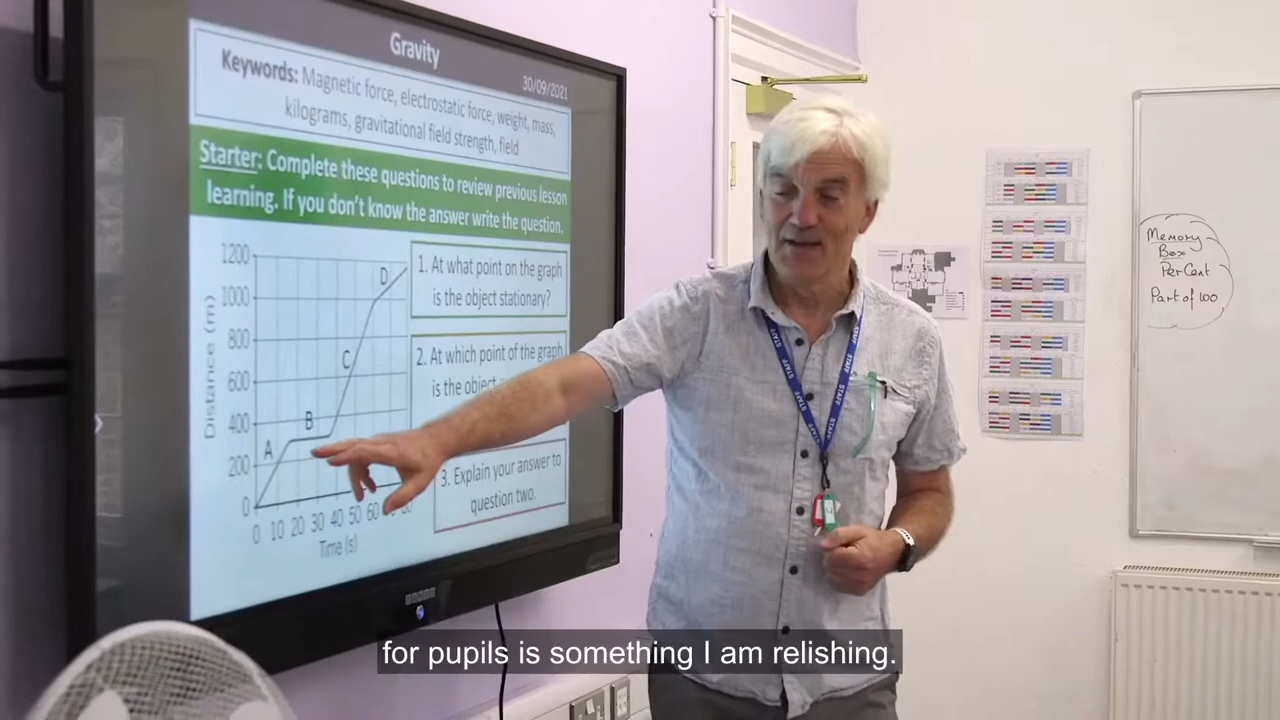 Gravity
30/09/2021
Keywords: Magnetic force, electrostatic force, weight, mass,
kilograms, gravitational field strength, field
Starter: Complete these questions to review previous lesson
learning. If you don't know the answer write the question.
1200
1000
800
600
400
200
0
Distance (m)
A
B
C
D
0 10 20 30 40 50 60
Time (s)
1. At what point on the graph
is the object stationary?
2. At which point of the graph
is the object
3. Explain your answer to
question two.
STAFF
STAFF
STAFF
Memory
Box
PerCent
Part of 100
for pupils is something I am relishing.